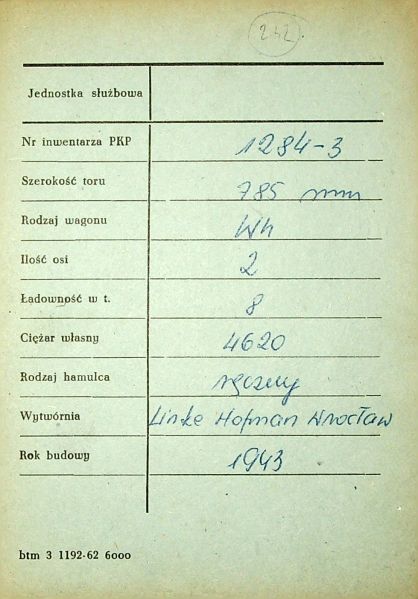 242
Jednostka służbowa
Nr inwentarza PKP 1284-3
Szerokość toru 785 mm
Rodzaj wagonu Wh
Ilość osi 2
Ładowność w t. 8
Ciężar własny 4620
Rodzaj hamulca ręczny
Wytwórnia Linke Hofman Wrocław
Rok budowy 1943
btm 3 1192-62 6000